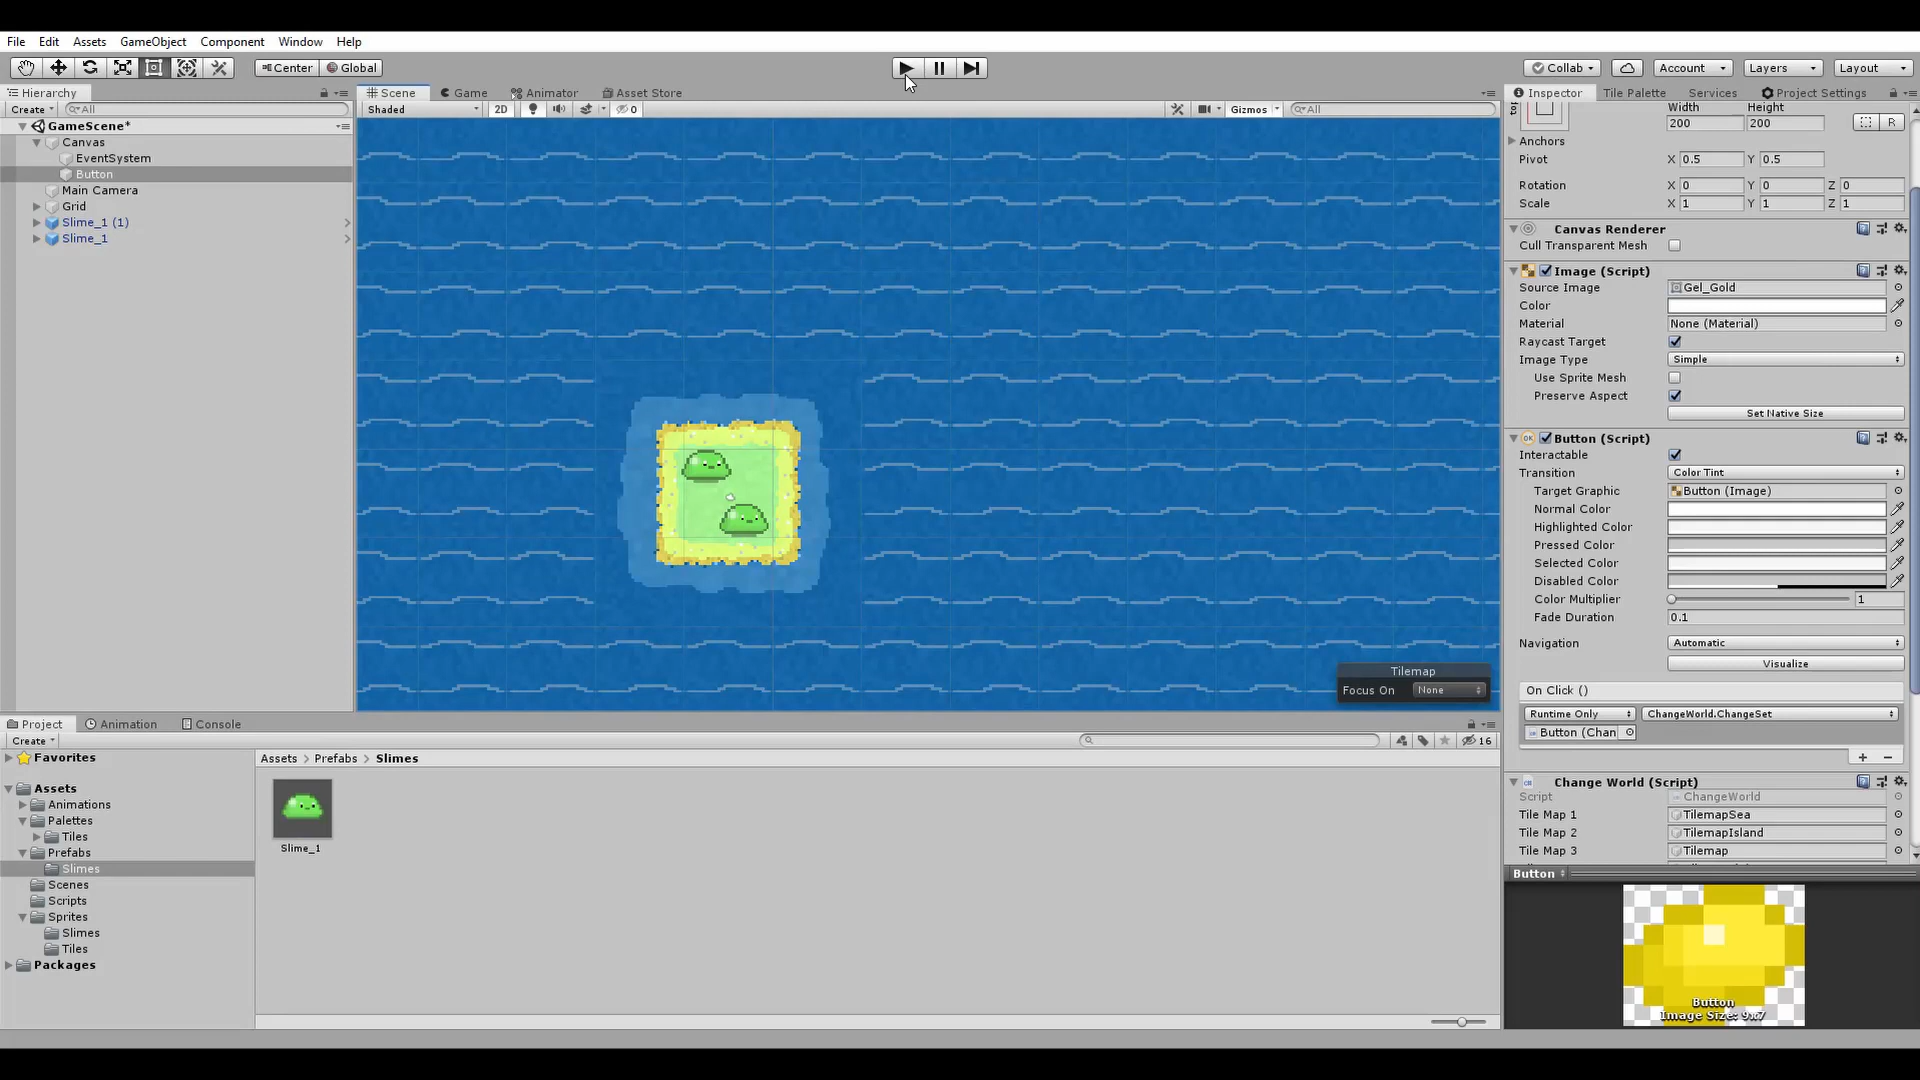 File Edit Assets GameObject Component Window Help
Center Global Collab Account Layers Layout
Hierarchy
Create All
GameScene*
Canvas
EventSystem
Button
Main Camera
Grid
Slime_1 (1)
Slime_1
Scene Game Animator Asset Store
Shaded 2D 0 Gizmos All
Tilemap
Focus On None
Inspector Tile Palette Services Project Settings
Width Height
200 200 R
Anchors
Pivot X 0.5 Y 0.5
Rotation X 0 Y 0 Z 0
Scale X 1 Y 1 Z 1
Canvas Renderer
Cull Transparent Mesh
Image (Script)
Source Image Gel_Gold
Color
Material None (Material)
Raycast Target
Image Type Simple
Use Sprite Mesh
Preserve Aspect
Set Native Size
OK Button (Script)
Interactable
Transition Color Tint
Target Graphic Button (Image)
Normal Color
Highlighted Color
Pressed Color
Selected Color
Disabled Color
Color Multiplier 1
Fade Duration 0.1
Navigation Automatic
Visualize
On Click ()
Runtime Only ChangeWorld.ChangeSet
Button (Chan
+ −
Change World (Script)
Script ChangeWorld
Tile Map 1 TilemapSea
Tile Map 2 TilemapIsland
Tile Map 3 Tilemap
Button
Button
Image Size: 9x7
Project Animation Console
Create 16
Favorites
Assets
Animations
Palettes
Tiles
Prefabs
Slimes
Scenes
Scripts
Sprites
Slimes
Tiles
Packages
Assets > Prefabs > Slimes
Slime_1